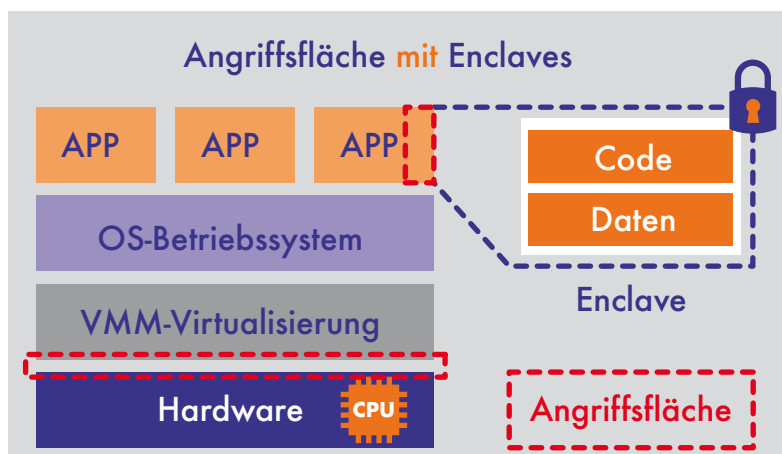 Angriffsfläche mit Enclaves
APP
APP
APP
Code
Daten
OS-Betriebssystem
Enclave
VMM-Virtualisierung
Hardware
CPU
Angriffsfläche